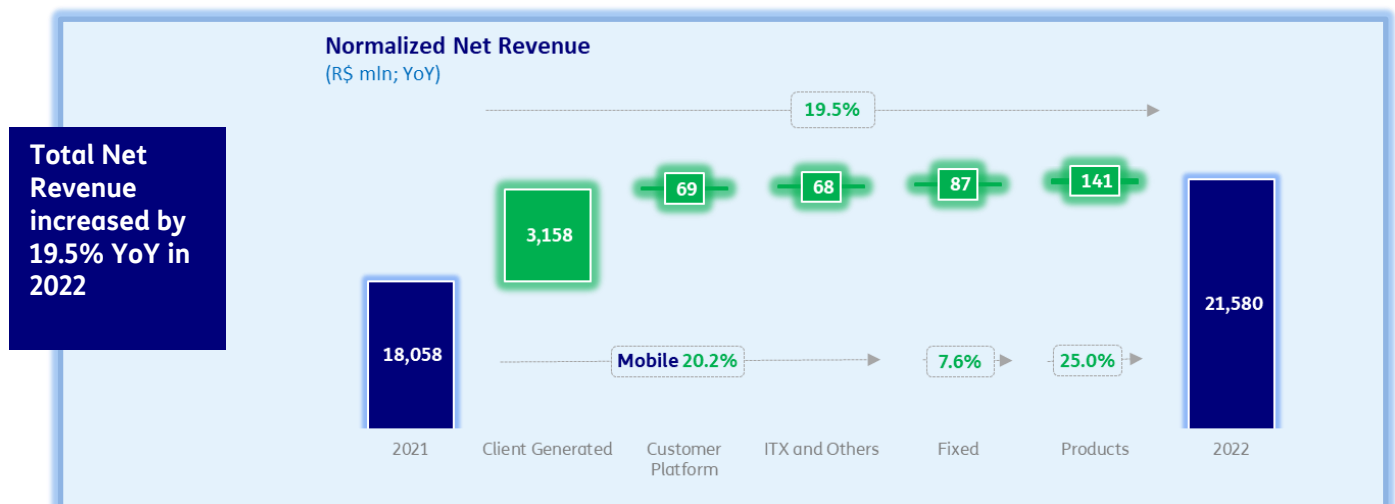 Normalized Net Revenue
(R$ mln; YoY)
19.5%
Total Net
Revenue
increased by
19.5% YoY in
2022
3,158
69
68
87
141
18,058
21,580
Mobile 20.2%
7.6%
25.0%
2021
Client Generated
Customer
Platform
ITX and Others
Fixed
Products
2022